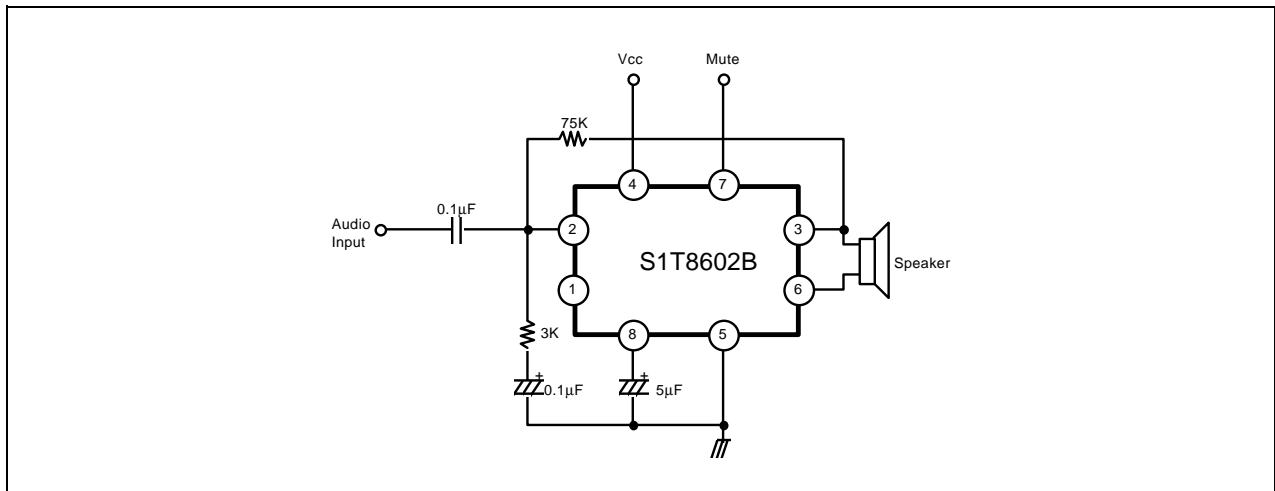 Vcc
Mute
75K
4
7
0.1μF
Audio
Input
2
3
S1T8602B
Speaker
1
6
3K
8
5
+
0.1μF
+
5μF